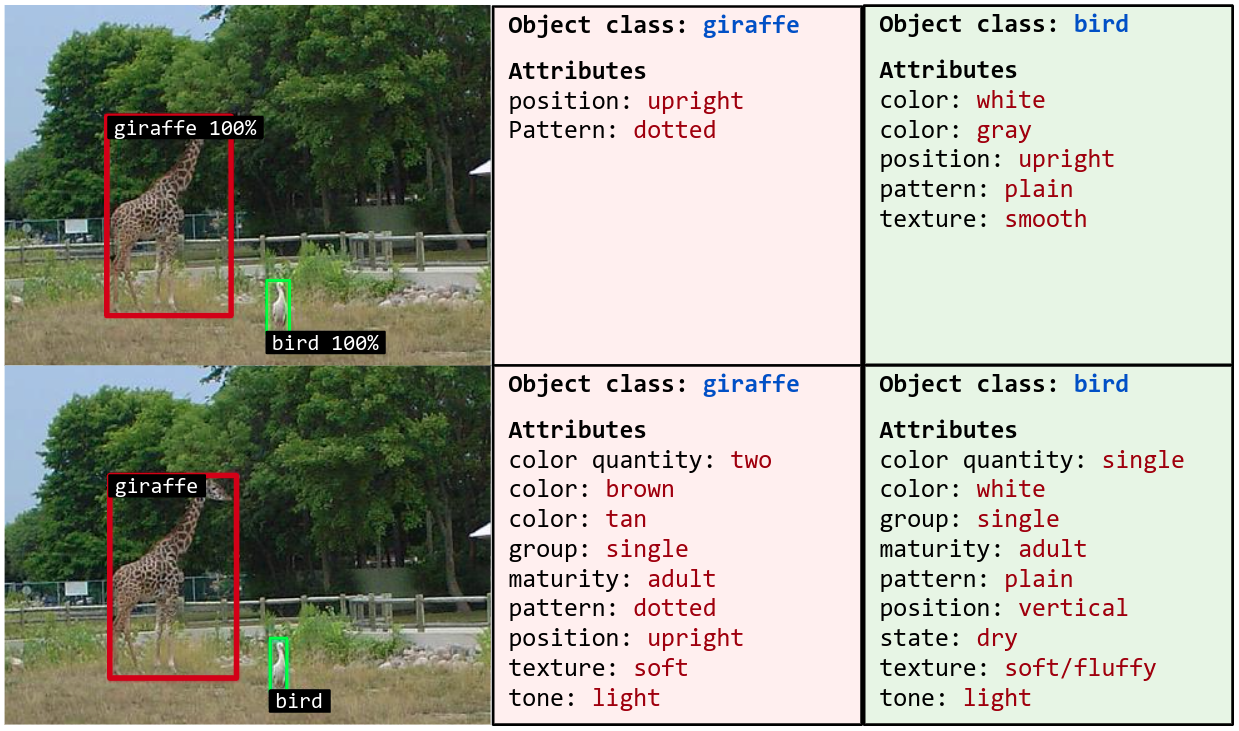 giraffe 100%
bird 100%
Object class: giraffe
Attributes
position: upright
Pattern: dotted
Object class: bird
Attributes
color: white
color: gray
position: upright
pattern: plain
texture: smooth
giraffe
bird
Object class: giraffe
Attributes
color quantity: two
color: brown
color: tan
group: single
maturity: adult
pattern: dotted
position: upright
texture: soft
tone: light
Object class: bird
Attributes
color quantity: single
color: white
group: single
maturity: adult
pattern: plain
position: vertical
state: dry
texture: soft/fluffy
tone: light